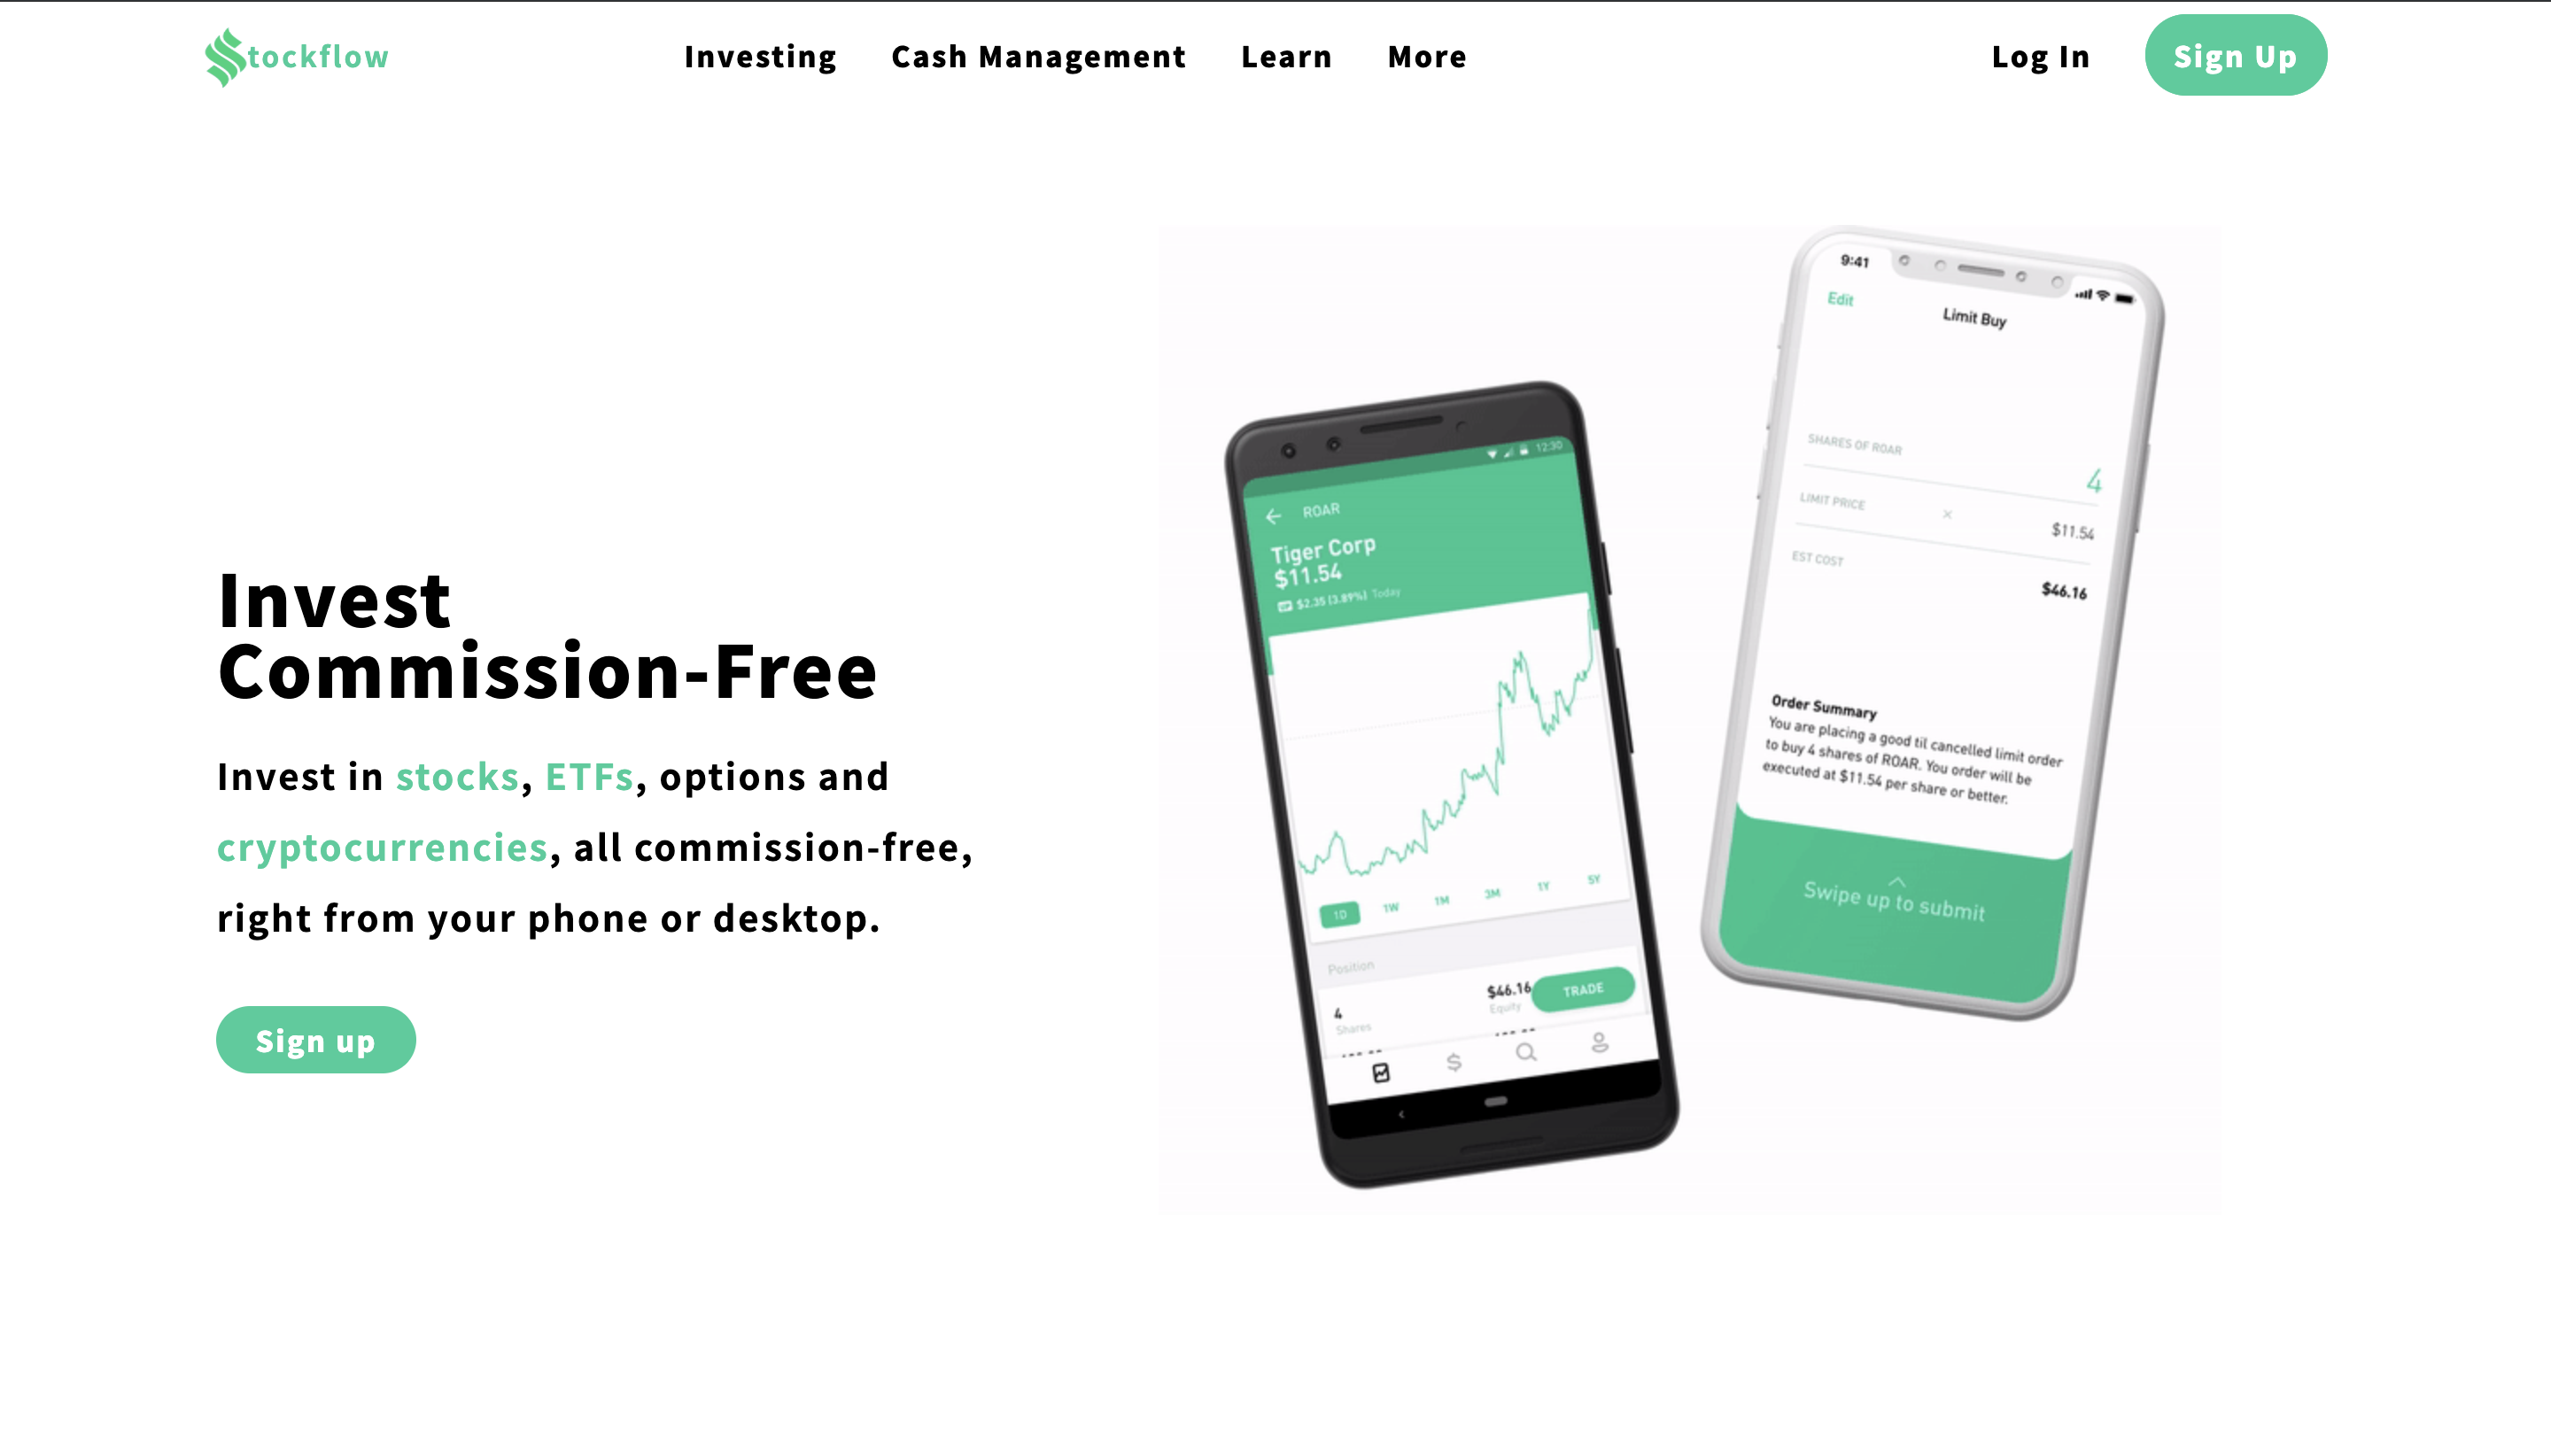 tockflow
Investing
Cash Management
Learn
More
Log In
Sign Up
Invest
Commission-Free
Invest in stocks, ETFs, options and
cryptocurrencies, all commission-free,
right from your phone or desktop.
Sign up
12:30
ROAR
Tiger Corp
$11.54
$2.35 (3.89%) Today
1D 1W 1M 3M 1Y 5Y
Position
4
Shares
$46.16
Equity
TRADE
9:41
Edit
Limit Buy
SHARES OF ROAR
4
LIMIT PRICE × $11.54
EST COST
$46.16
Order Summary
You are placing a good til cancelled limit order
to buy 4 shares of ROAR. You order will be
executed at $11.54 per share or better.
Swipe up to submit